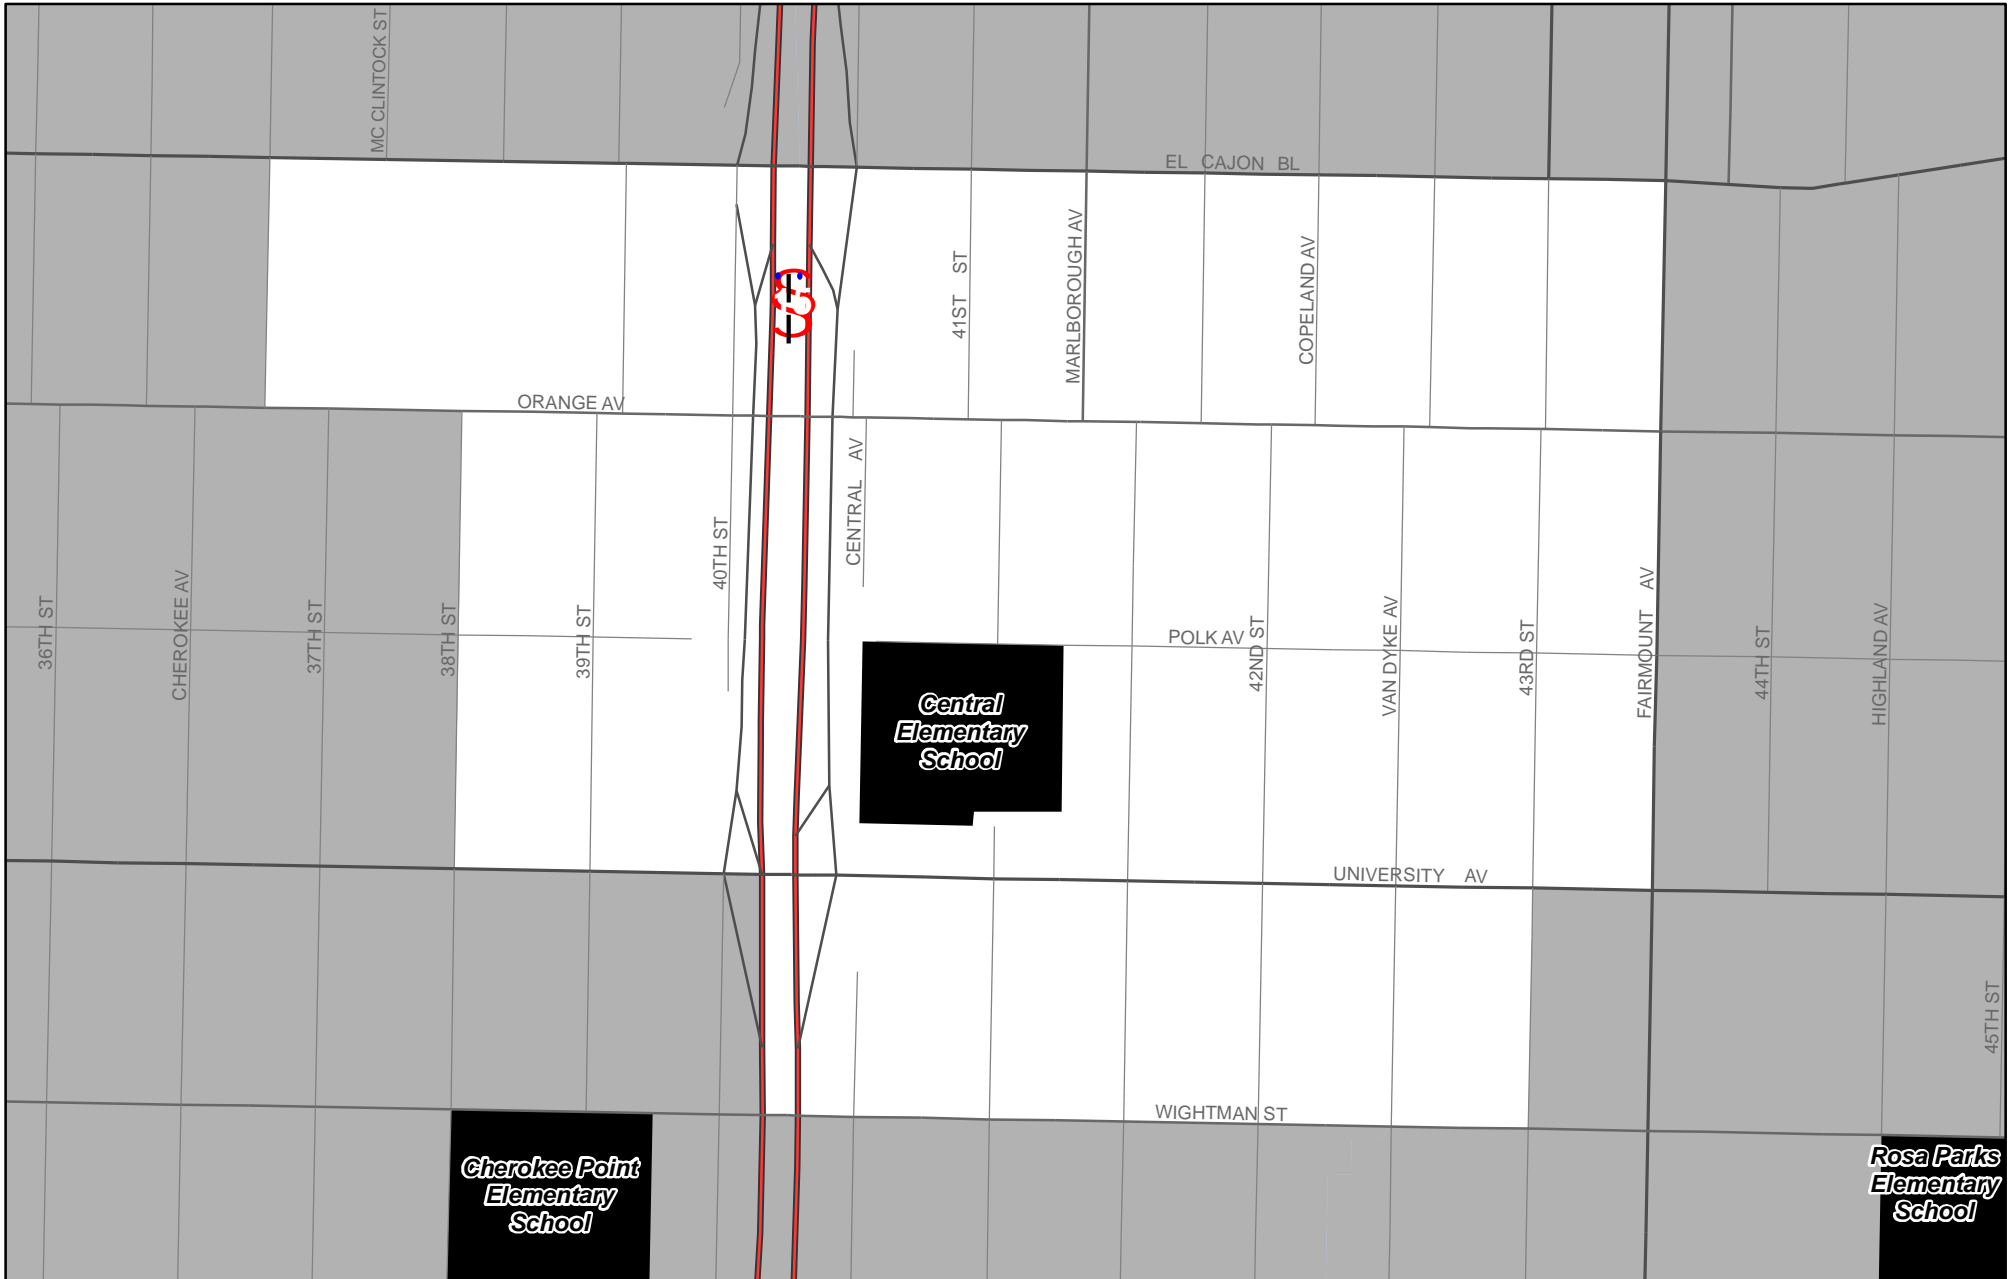 MC CLINTOCK ST
EL CAJON BL
41ST ST
MARLBOROUGH AV
COPELAND AV
ORANGE AV
40TH ST
CENTRAL AV
36TH ST
CHEROKEE AV
37TH ST
38TH ST
39TH ST
POLK AV
42ND ST
VAN DYKE AV
43RD ST
FAIRMOUNT AV
44TH ST
HIGHLAND AV
Central
Elementary
School
UNIVERSITY AV
45TH ST
WIGHTMAN ST
Cherokee Point
Elementary
School
Rosa Parks
Elementary
School